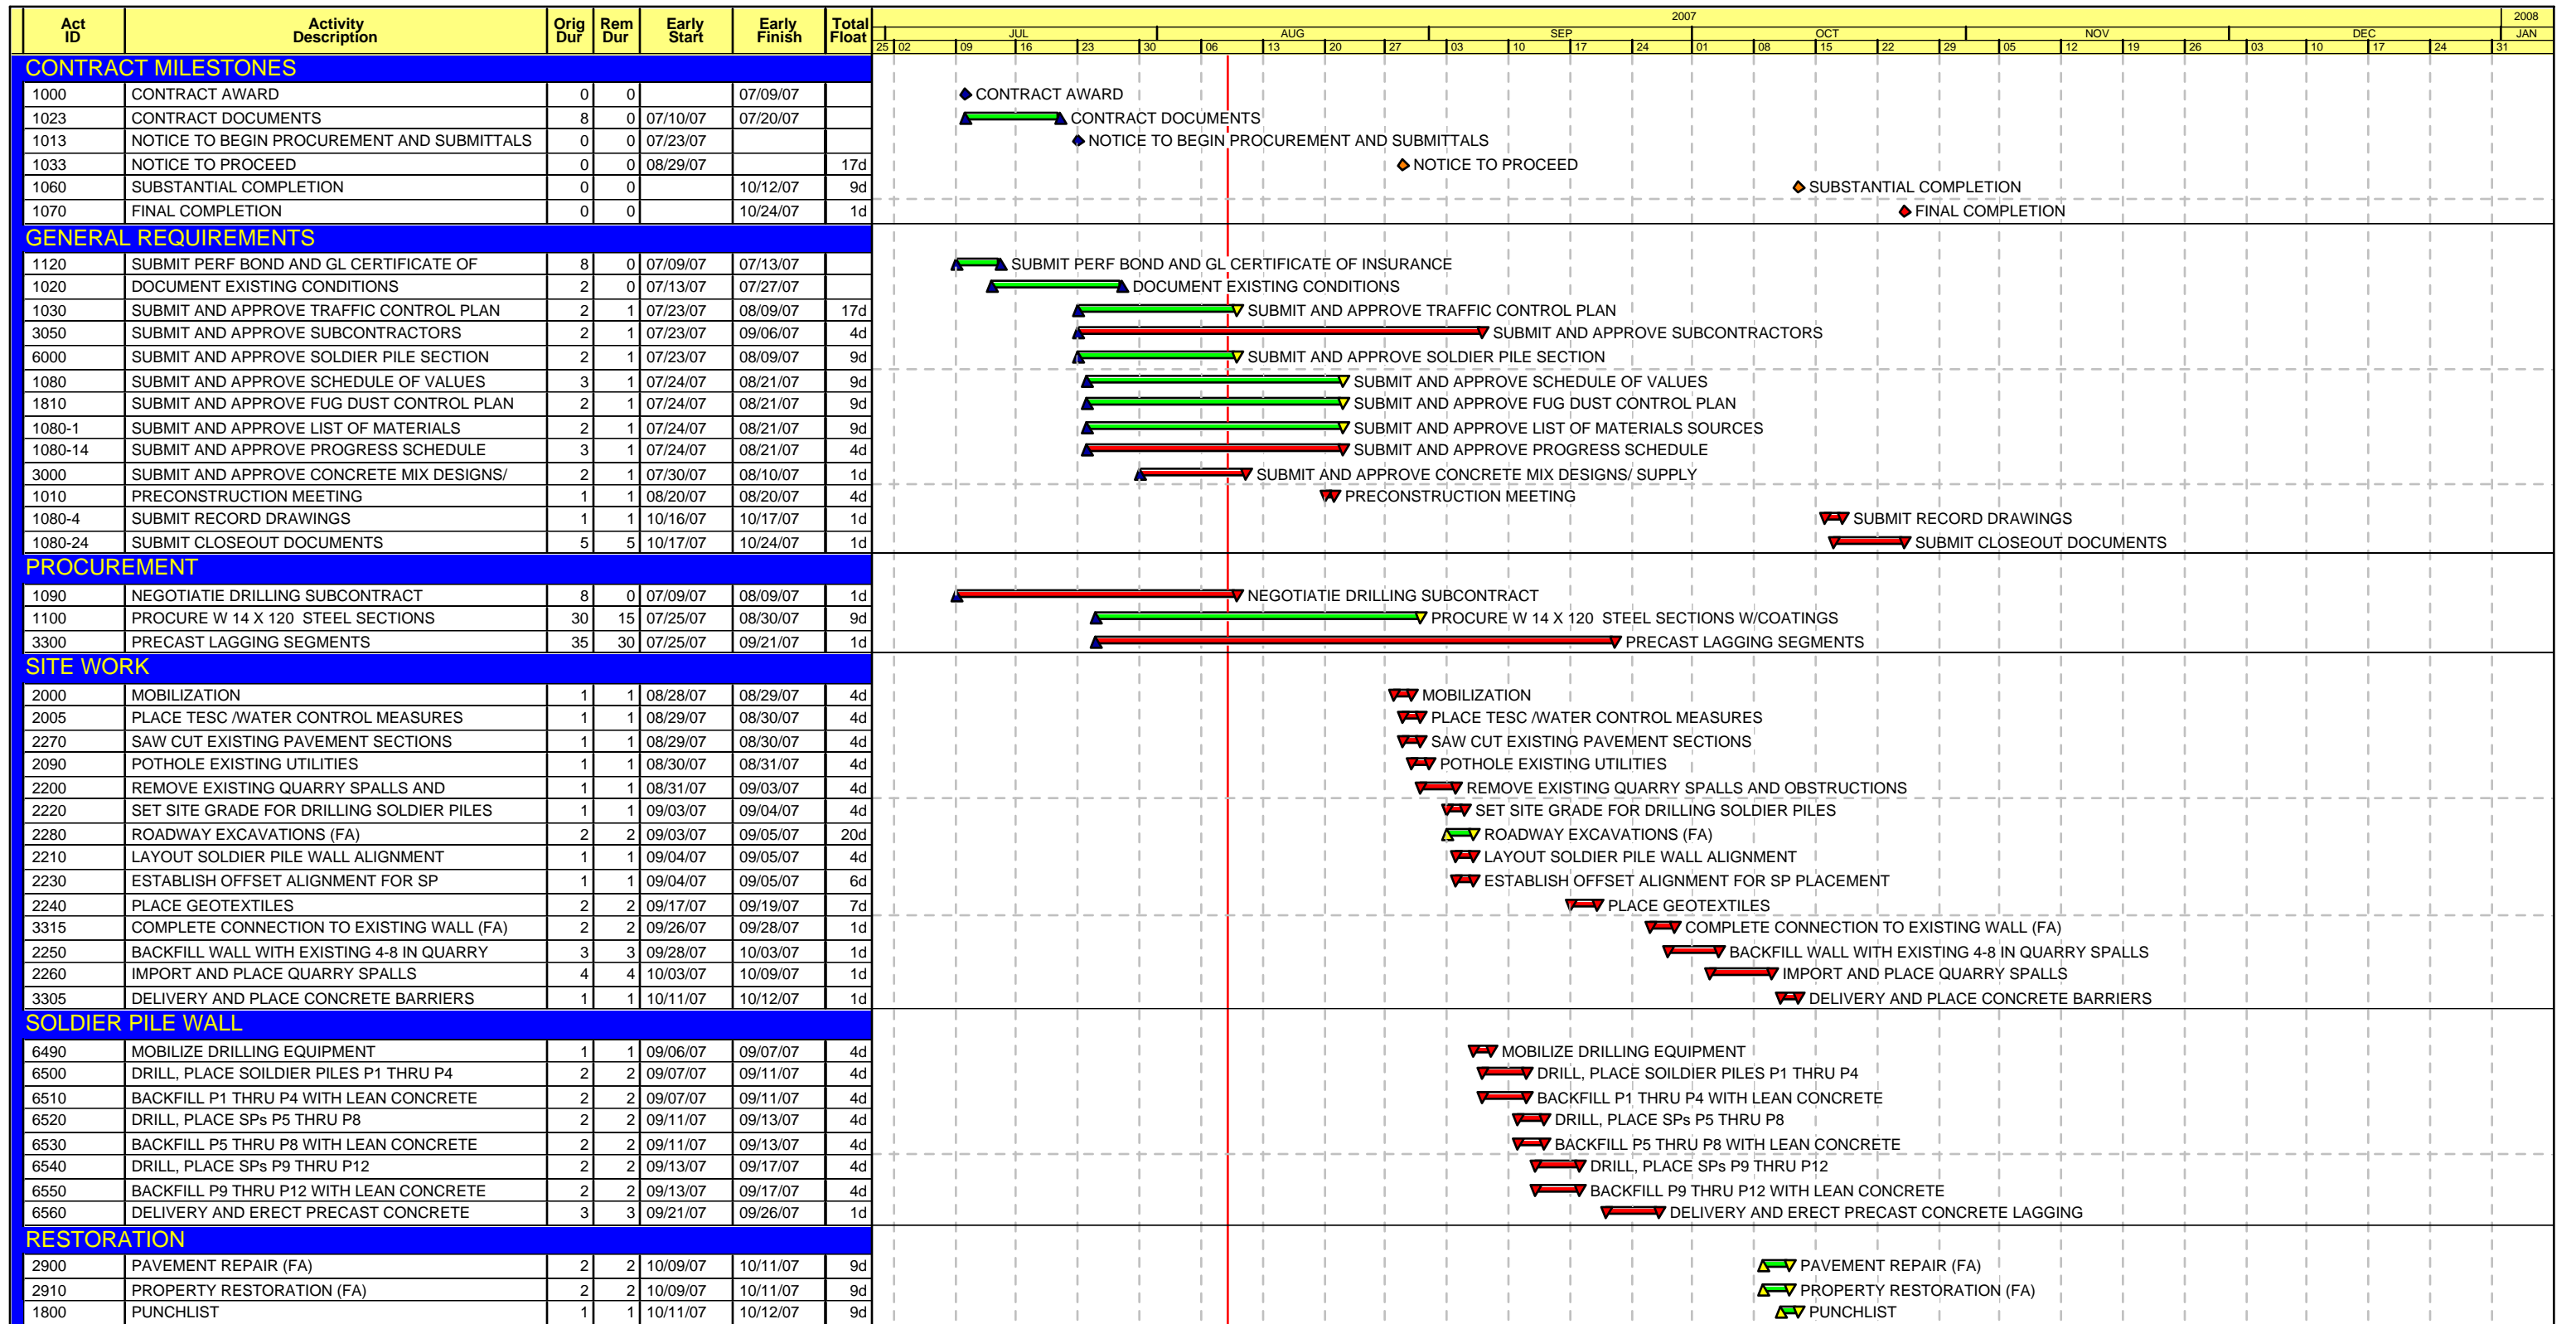 Act ID Activity Description Orig Dur Rem Dur Early Start Early Finish Total Float
2007 2008
JUL AUG SEP OCT NOV DEC JAN
25 02 09 16 23 30 06 13 20 27 03 10 17 24 01 08 15 22 29 05 12 19 26 03 10 17 24 31
CONTRACT MILESTONES
1000 CONTRACT AWARD 0 0 07/09/07 CONTRACT AWARD
1023 CONTRACT DOCUMENTS 8 0 07/10/07 07/20/07 CONTRACT DOCUMENTS
1013 NOTICE TO BEGIN PROCUREMENT AND SUBMITTALS 0 0 07/23/07 NOTICE TO BEGIN PROCUREMENT AND SUBMITTALS
1033 NOTICE TO PROCEED 0 0 08/29/07 17d NOTICE TO PROCEED
1060 SUBSTANTIAL COMPLETION 0 0 10/12/07 9d SUBSTANTIAL COMPLETION
1070 FINAL COMPLETION 0 0 10/24/07 1d FINAL COMPLETION
GENERAL REQUIREMENTS
1120 SUBMIT PERF BOND AND GL CERTIFICATE OF 8 0 07/09/07 07/13/07 SUBMIT PERF BOND AND GL CERTIFICATE OF INSURANCE
1020 DOCUMENT EXISTING CONDITIONS 2 0 07/13/07 07/27/07 DOCUMENT EXISTING CONDITIONS
1030 SUBMIT AND APPROVE TRAFFIC CONTROL PLAN 2 1 07/23/07 08/09/07 17d SUBMIT AND APPROVE TRAFFIC CONTROL PLAN
3050 SUBMIT AND APPROVE SUBCONTRACTORS 2 1 07/23/07 09/06/07 4d SUBMIT AND APPROVE SUBCONTRACTORS
6000 SUBMIT AND APPROVE SOLDIER PILE SECTION 2 1 07/23/07 08/09/07 9d SUBMIT AND APPROVE SOLDIER PILE SECTION
1080 SUBMIT AND APPROVE SCHEDULE OF VALUES 3 1 07/24/07 08/21/07 9d SUBMIT AND APPROVE SCHEDULE OF VALUES
1810 SUBMIT AND APPROVE FUG DUST CONTROL PLAN 2 1 07/24/07 08/21/07 9d SUBMIT AND APPROVE FUG DUST CONTROL PLAN
1080-1 SUBMIT AND APPROVE LIST OF MATERIALS 2 1 07/24/07 08/21/07 9d SUBMIT AND APPROVE LIST OF MATERIALS SOURCES
1080-14 SUBMIT AND APPROVE PROGRESS SCHEDULE 3 1 07/24/07 08/21/07 4d SUBMIT AND APPROVE PROGRESS SCHEDULE
3000 SUBMIT AND APPROVE CONCRETE MIX DESIGNS/ 2 1 07/30/07 08/10/07 1d SUBMIT AND APPROVE CONCRETE MIX DESIGNS/ SUPPLY
1010 PRECONSTRUCTION MEETING 1 1 08/20/07 08/20/07 4d PRECONSTRUCTION MEETING
1080-4 SUBMIT RECORD DRAWINGS 1 1 10/16/07 10/17/07 1d SUBMIT RECORD DRAWINGS
1080-24 SUBMIT CLOSEOUT DOCUMENTS 5 5 10/17/07 10/24/07 1d SUBMIT CLOSEOUT DOCUMENTS
PROCUREMENT
1090 NEGOTIATIE DRILLING SUBCONTRACT 8 0 07/09/07 08/09/07 1d NEGOTIATIE DRILLING SUBCONTRACT
1100 PROCURE W 14 X 120 STEEL SECTIONS 30 15 07/25/07 08/30/07 9d PROCURE W 14 X 120 STEEL SECTIONS W/COATINGS
3300 PRECAST LAGGING SEGMENTS 35 30 07/25/07 09/21/07 1d PRECAST LAGGING SEGMENTS
SITE WORK
2000 MOBILIZATION 1 1 08/28/07 08/29/07 4d MOBILIZATION
2005 PLACE TESC /WATER CONTROL MEASURES 1 1 08/29/07 08/30/07 4d PLACE TESC /WATER CONTROL MEASURES
2270 SAW CUT EXISTING PAVEMENT SECTIONS 1 1 08/29/07 08/30/07 4d SAW CUT EXISTING PAVEMENT SECTIONS
2090 POTHOLE EXISTING UTILITIES 1 1 08/30/07 08/31/07 4d POTHOLE EXISTING UTILITIES
2200 REMOVE EXISTING QUARRY SPALLS AND 1 1 08/31/07 09/03/07 4d REMOVE EXISTING QUARRY SPALLS AND OBSTRUCTIONS
2220 SET SITE GRADE FOR DRILLING SOLDIER PILES 1 1 09/03/07 09/04/07 4d SET SITE GRADE FOR DRILLING SOLDIER PILES
2280 ROADWAY EXCAVATIONS (FA) 2 2 09/03/07 09/05/07 20d ROADWAY EXCAVATIONS (FA)
2210 LAYOUT SOLDIER PILE WALL ALIGNMENT 1 1 09/04/07 09/05/07 4d LAYOUT SOLDIER PILE WALL ALIGNMENT
2230 ESTABLISH OFFSET ALIGNMENT FOR SP 1 1 09/04/07 09/05/07 6d ESTABLISH OFFSET ALIGNMENT FOR SP PLACEMENT
2240 PLACE GEOTEXTILES 2 2 09/17/07 09/19/07 7d PLACE GEOTEXTILES
3315 COMPLETE CONNECTION TO EXISTING WALL (FA) 2 2 09/26/07 09/28/07 1d COMPLETE CONNECTION TO EXISTING WALL (FA)
2250 BACKFILL WALL WITH EXISTING 4-8 IN QUARRY 3 3 09/28/07 10/03/07 1d BACKFILL WALL WITH EXISTING 4-8 IN QUARRY SPALLS
2260 IMPORT AND PLACE QUARRY SPALLS 4 4 10/03/07 10/09/07 1d IMPORT AND PLACE QUARRY SPALLS
3305 DELIVERY AND PLACE CONCRETE BARRIERS 1 1 10/11/07 10/12/07 1d DELIVERY AND PLACE CONCRETE BARRIERS
SOLDIER PILE WALL
6490 MOBILIZE DRILLING EQUIPMENT 1 1 09/06/07 09/07/07 4d MOBILIZE DRILLING EQUIPMENT
6500 DRILL, PLACE SOILDIER PILES P1 THRU P4 2 2 09/07/07 09/11/07 4d DRILL, PLACE SOILDIER PILES P1 THRU P4
6510 BACKFILL P1 THRU P4 WITH LEAN CONCRETE 2 2 09/07/07 09/11/07 4d BACKFILL P1 THRU P4 WITH LEAN CONCRETE
6520 DRILL, PLACE SPs P5 THRU P8 2 2 09/11/07 09/13/07 4d DRILL, PLACE SPs P5 THRU P8
6530 BACKFILL P5 THRU P8 WITH LEAN CONCRETE 2 2 09/11/07 09/13/07 4d BACKFILL P5 THRU P8 WITH LEAN CONCRETE
6540 DRILL, PLACE SPs P9 THRU P12 2 2 09/13/07 09/17/07 4d DRILL, PLACE SPs P9 THRU P12
6550 BACKFILL P9 THRU P12 WITH LEAN CONCRETE 2 2 09/13/07 09/17/07 4d BACKFILL P9 THRU P12 WITH LEAN CONCRETE
6560 DELIVERY AND ERECT PRECAST CONCRETE 3 3 09/21/07 09/26/07 1d DELIVERY AND ERECT PRECAST CONCRETE LAGGING
RESTORATION
2900 PAVEMENT REPAIR (FA) 2 2 10/09/07 10/11/07 9d PAVEMENT REPAIR (FA)
2910 PROPERTY RESTORATION (FA) 2 2 10/09/07 10/11/07 9d PROPERTY RESTORATION (FA)
1800 PUNCHLIST 1 1 10/11/07 10/12/07 9d PUNCHLIST